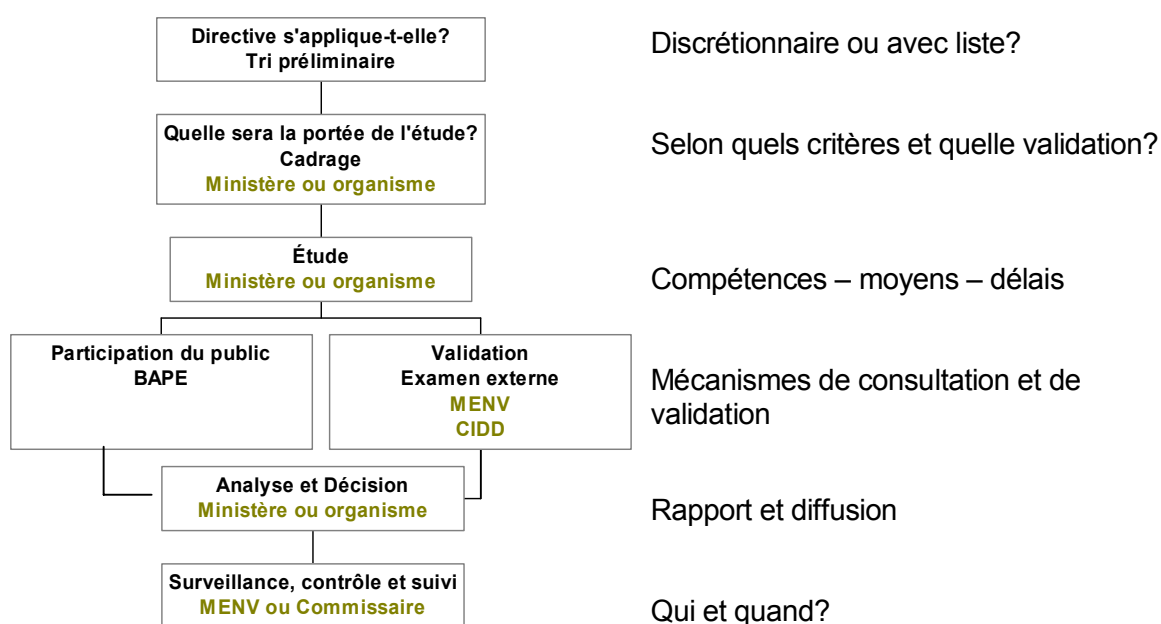 Directive s'applique-t-elle?
Tri préliminaire
Discrétionnaire ou avec liste?
Quelle sera la portée de l'étude?
Cadrage
Ministère ou organisme
Selon quels critères et quelle validation?
Étude
Ministère ou organisme
Compétences – moyens – délais
Participation du public
BAPE
Validation
Examen externe
MENV
CIDD
Mécanismes de consultation et de
validation
Analyse et Décision
Ministère ou organisme
Rapport et diffusion
Surveillance, contrôle et suivi
MENV ou Commissaire
Qui et quand?